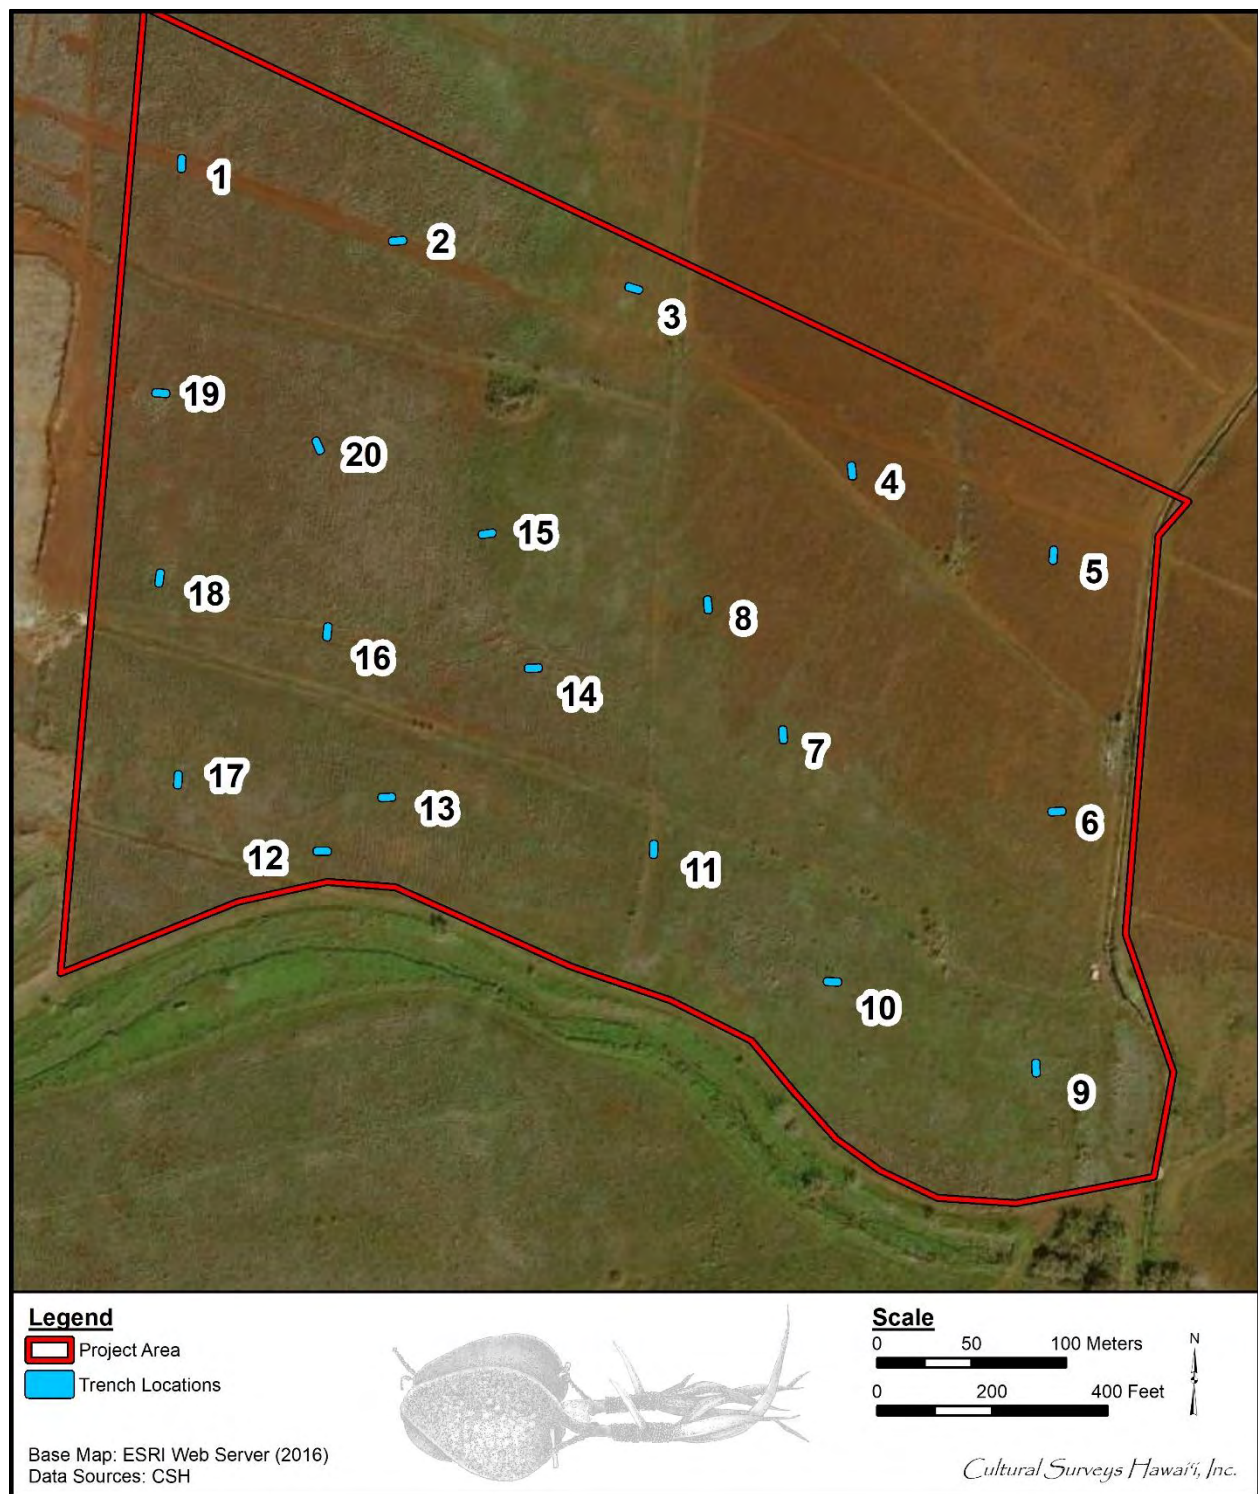 1
2
3
19
20
4
15
5
18
8
16
14
7
17
13
6
12
11
10
9
Legend
Project Area
Trench Locations
Base Map: ESRI Web Server (2016)
Data Sources: CSH
Scale
0 50 100 Meters
0 200 400 Feet
N
Cultural Surveys Hawaiʻi, Inc.